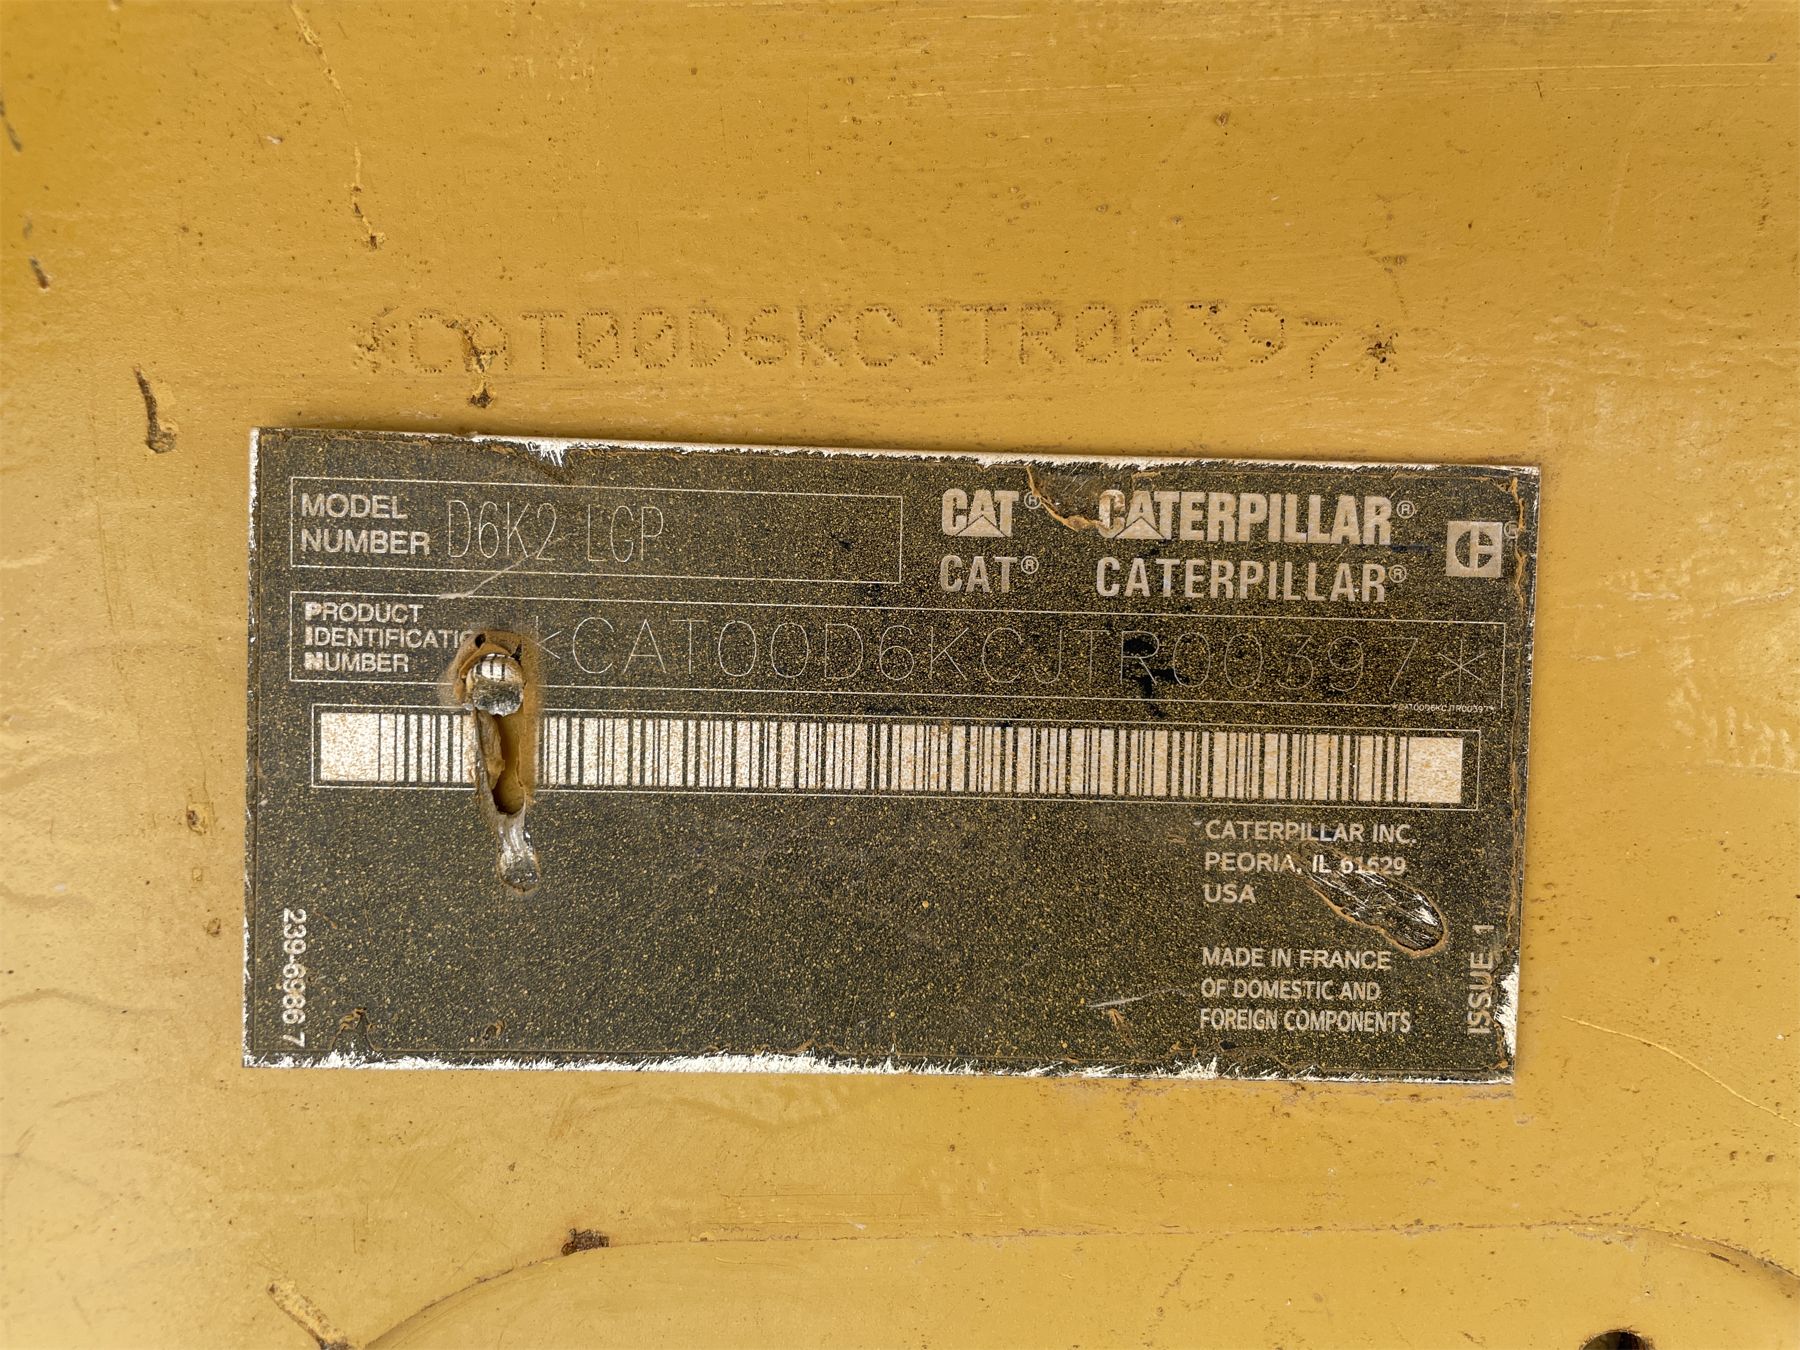 *CAT00D6KCJTR00397*
MODEL NUMBER D6K2 LGP
CAT® CATERPILLAR®
CAT® CATERPILLAR®
PRODUCT IDENTIFICATION NUMBER *CAT00D6KCJTR00397*
*CAT00D6KCJTR00397*
CATERPILLAR INC.
PEORIA, IL 61629
USA
MADE IN FRANCE
OF DOMESTIC AND
FOREIGN COMPONENTS
239-6986 7
ISSUE 1